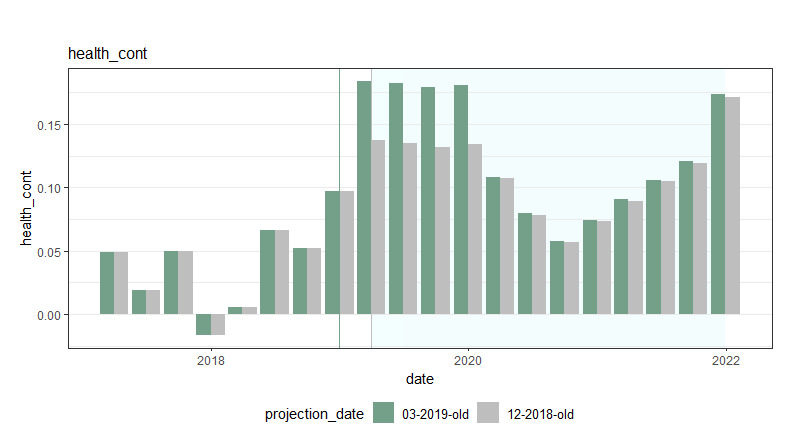 health_cont
0.15
0.10
0.05
0.00
health_cont
2018
2020
2022
date
projection_date
03-2019-old
12-2018-old